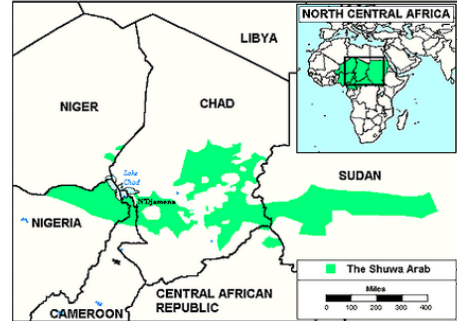 NORTH CENTRAL AFRICA
LIBYA
NIGER
CHAD
Lake
Chad
SUDAN
N'Djamena
NIGERIA
The Shuwa Arab
Miles
0 100 200 300 400
CENTRAL AFRICAN
REPUBLIC
CAMEROON